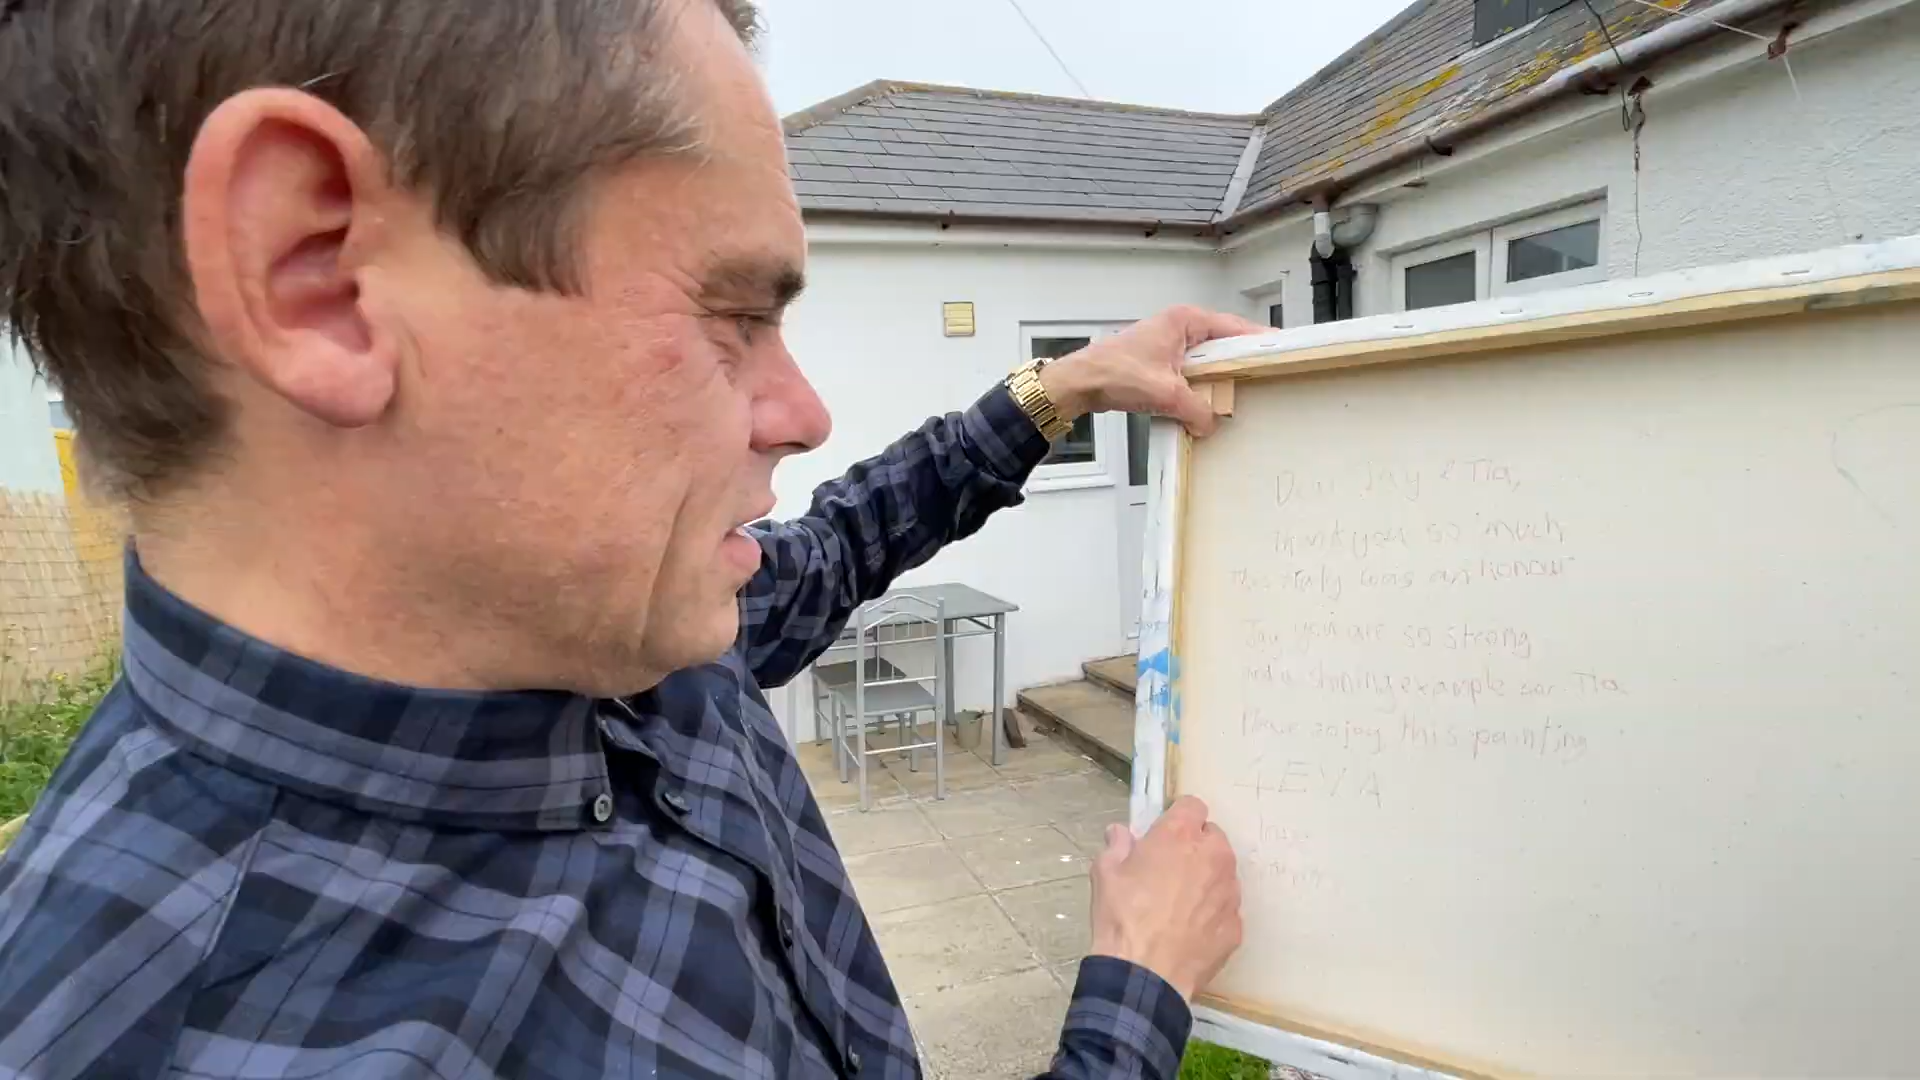 Dear Jay & Tia,
Thank you so much
this truly was an honour
Jay you are so strong
and a shining example for Tia
Please enjoy this painting
4EVA